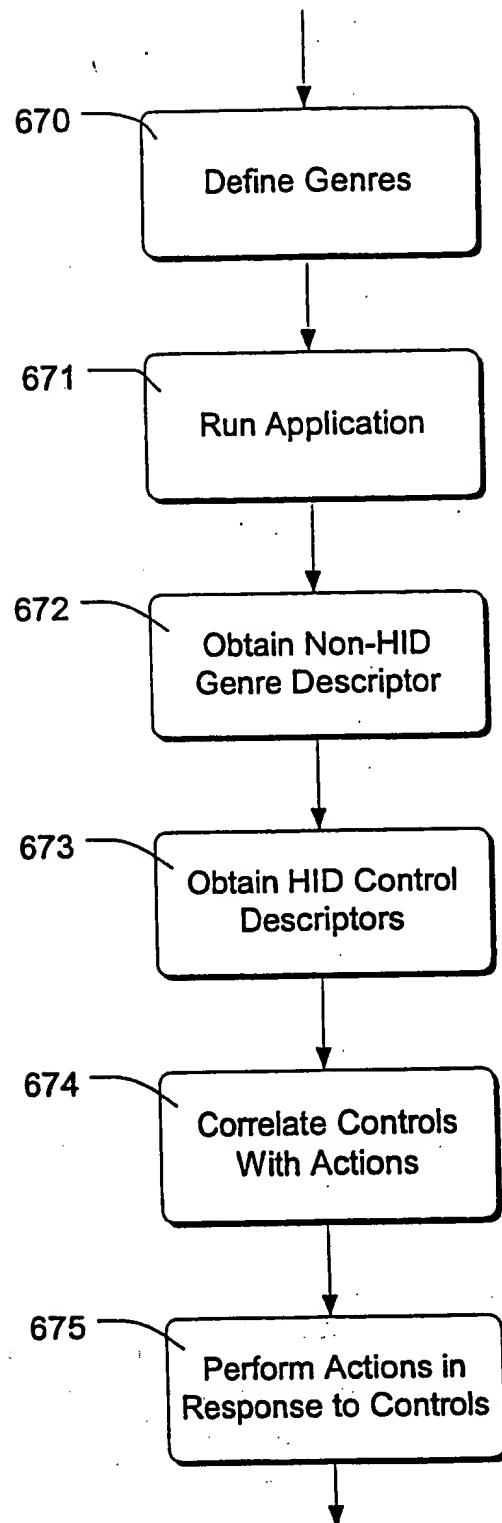 670
Define Genres
671
Run Application
672
Obtain Non-HID
Genre Descriptor
673
Obtain HID Control
Descriptors
674
Correlate Controls
With Actions
675
Perform Actions in
Response to Controls